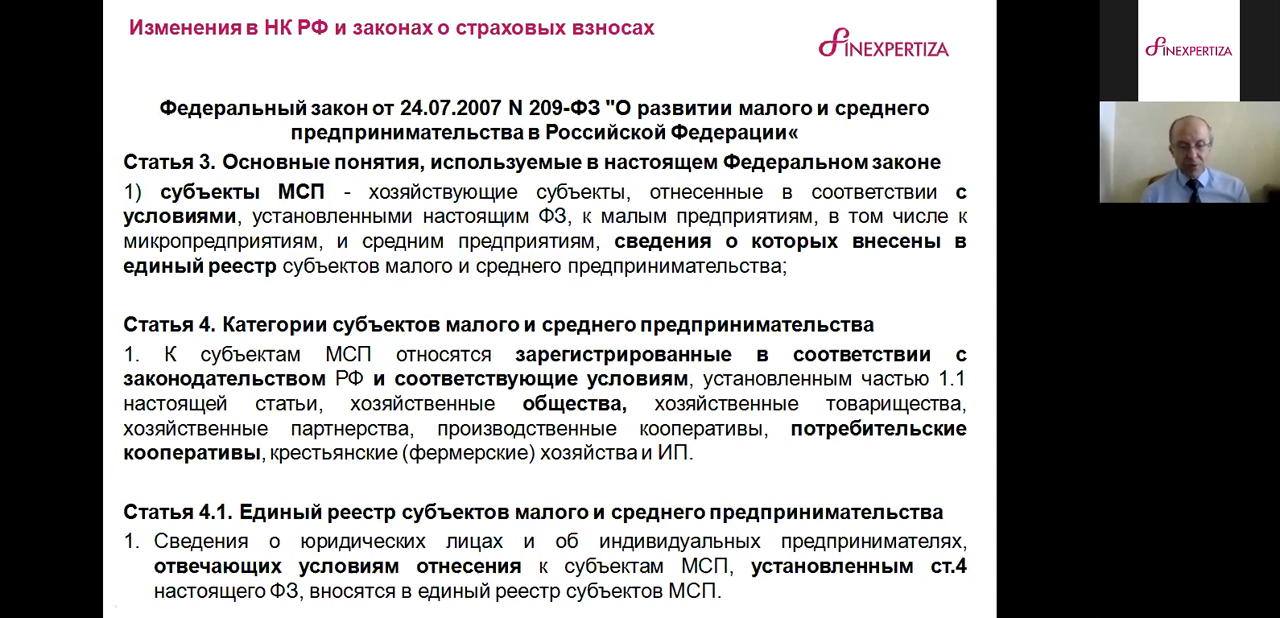 Изменения в НК РФ и законах о страховых взносах
FINEXPERTIZA
FINEXPERTIZA
Федеральный закон от 24.07.2007 N 209-ФЗ "О развитии малого и среднего
предпринимательства в Российской Федерации«
Статья 3. Основные понятия, используемые в настоящем Федеральном законе
1) субъекты МСП - хозяйствующие субъекты, отнесенные в соответствии с
условиями, установленными настоящим ФЗ, к малым предприятиям, в том числе к
микропредприятиям, и средним предприятиям, сведения о которых внесены в
единый реестр субъектов малого и среднего предпринимательства;
Статья 4. Категории субъектов малого и среднего предпринимательства
1. К субъектам МСП относятся зарегистрированные в соответствии с
законодательством РФ и соответствующие условиям, установленным частью 1.1
настоящей статьи, хозяйственные общества, хозяйственные товарищества,
хозяйственные партнерства, производственные кооперативы, потребительские
кооперативы, крестьянские (фермерские) хозяйства и ИП.
Статья 4.1. Единый реестр субъектов малого и среднего предпринимательства
1. Сведения о юридических лицах и об индивидуальных предпринимателях,
отвечающих условиям отнесения к субъектам МСП, установленным ст.4
настоящего ФЗ, вносятся в единый реестр субъектов МСП.